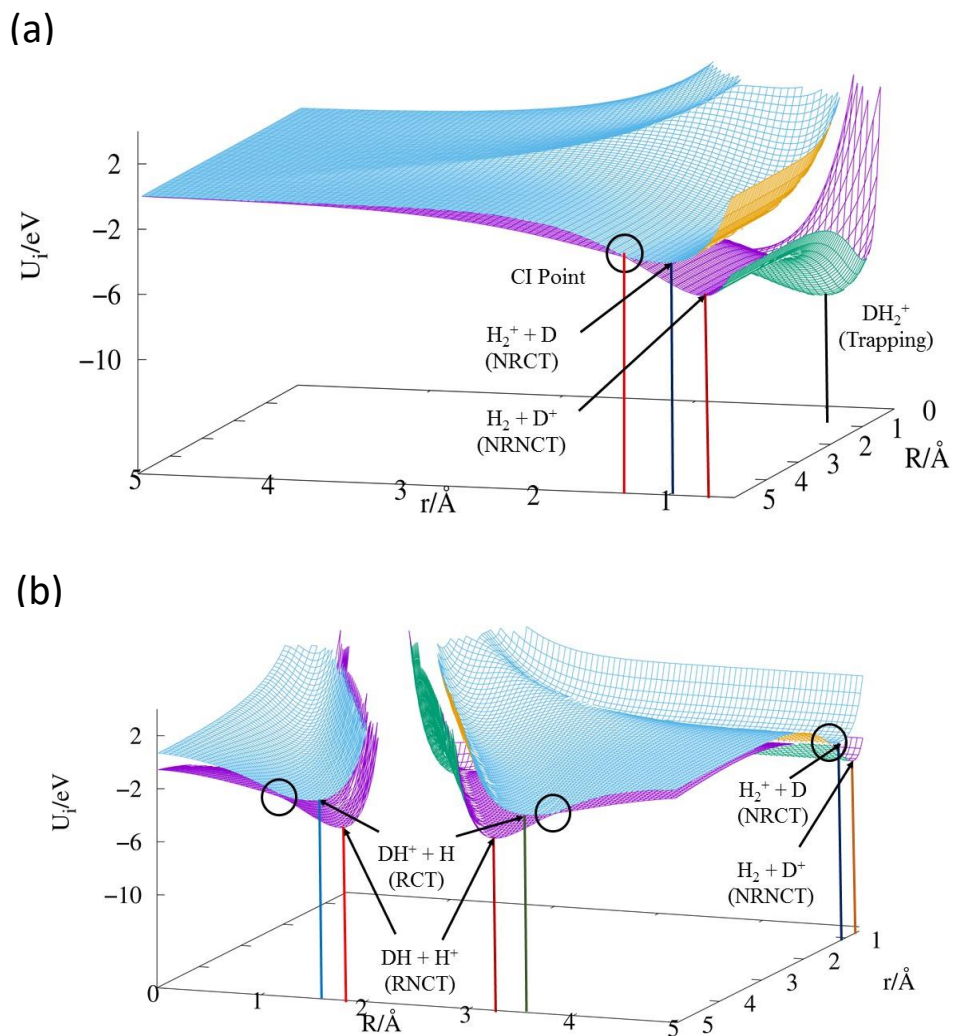 (a)
2
−2
−6
−10
U_i/eV
CI Point
H₂⁺ + D
(NRCT)
H₂ + D⁺
(NRNCT)
DH₂⁺
(Trapping)
5
4
3
2
1
r/Å
5
4
3
2
1
0
R/Å
(b)
2
−2
−6
−10
U_i/eV
DH⁺ + H
(RCT)
DH + H⁺
(RNCT)
H₂⁺ + D
(NRCT)
H₂ + D⁺
(NRNCT)
0
1
2
3
4
5
R/Å
5
4
3
2
1
r/Å